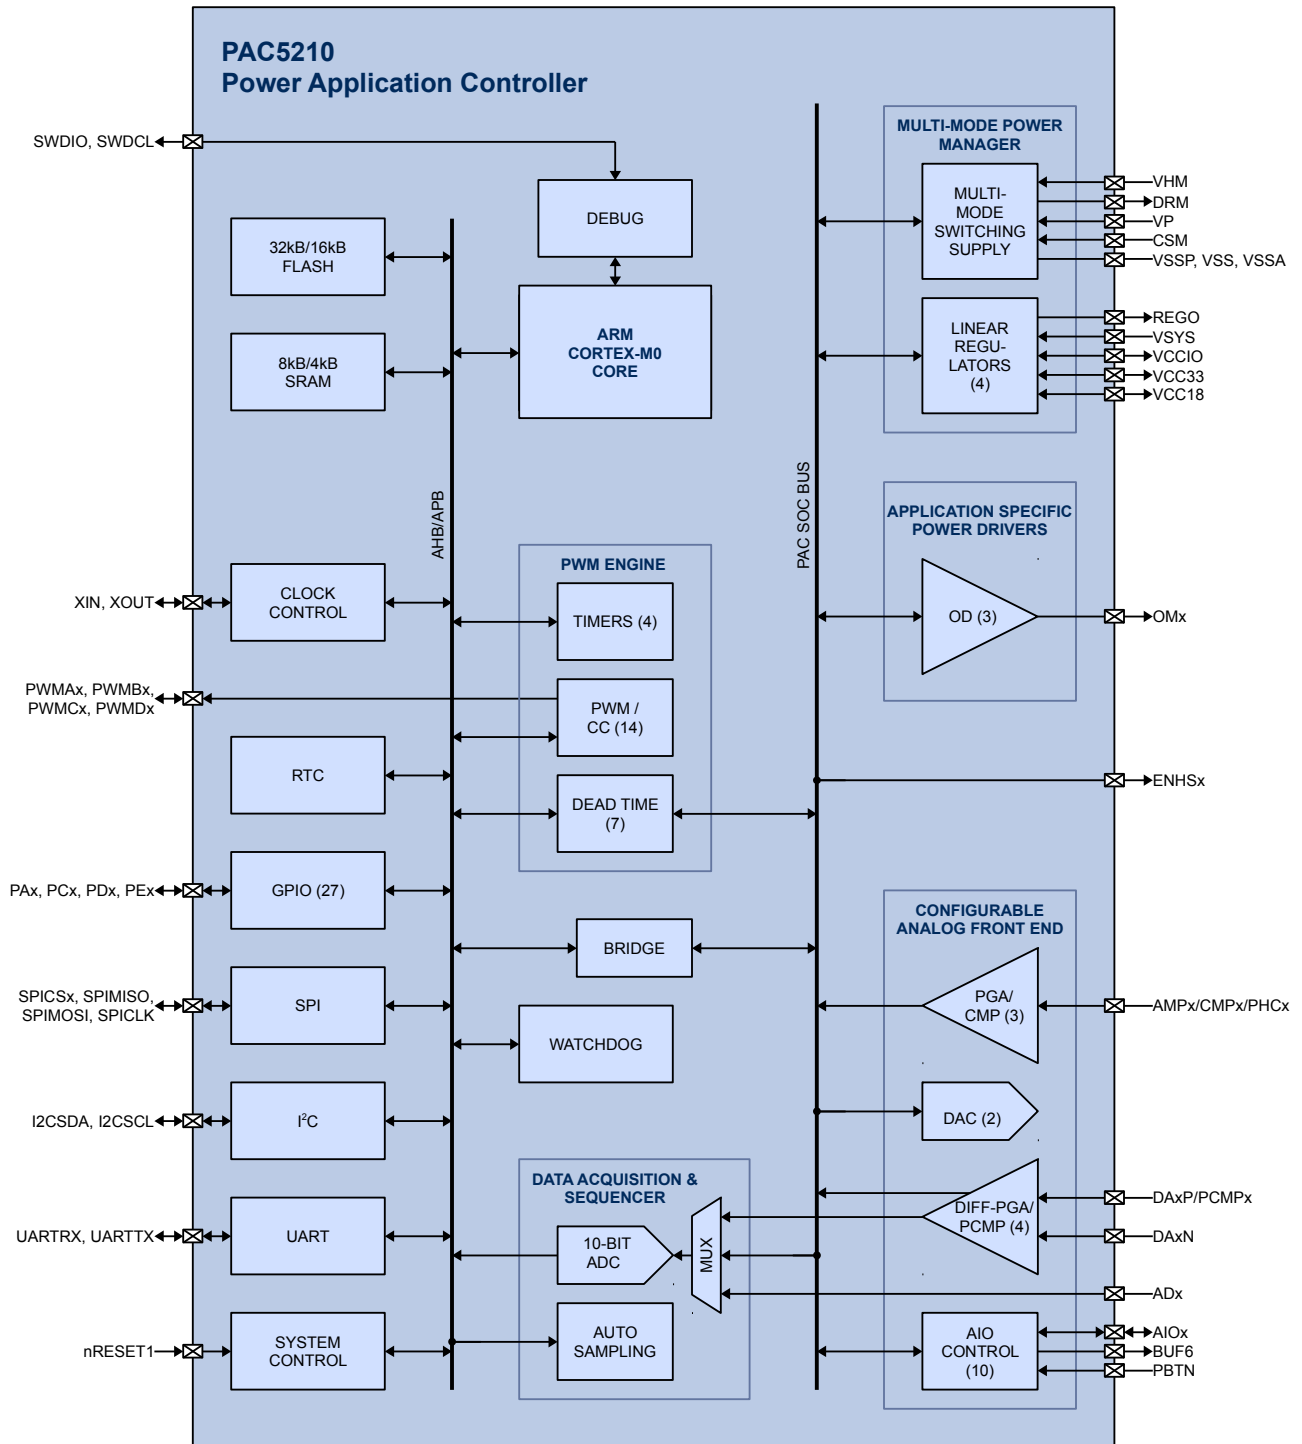 PAC5210
Power Application Controller
SWDIO, SWDCL
DEBUG
32kB/16kB
FLASH
ARM
CORTEX-M0
CORE
8kB/4kB
SRAM
AHB/APB
PAC SOC BUS
MULTI-MODE POWER
MANAGER
MULTI-
MODE
SWITCHING
SUPPLY
VHM
DRM
VP
CSM
VSSP, VSS, VSSA
LINEAR
REGU-
LATORS
(4)
REGO
VSYS
VCCIO
VCC33
VCC18
APPLICATION SPECIFIC
POWER DRIVERS
OD (3)
OMx
XIN, XOUT
CLOCK
CONTROL
PWM ENGINE
TIMERS (4)
PWMAx, PWMBx,
PWMCx, PWMDx
PWM /
CC (14)
RTC
DEAD TIME
(7)
ENHSx
PAx, PCx, PDx, PEx
GPIO (27)
BRIDGE
CONFIGURABLE
ANALOG FRONT END
PGA/
CMP (3)
AMPx/CMPx/PHCx
SPICSx, SPIMISO,
SPIMOSI, SPICLK
SPI
WATCHDOG
I2CSDA, I2CSCL
I²C
DAC (2)
DATA ACQUISITION &
SEQUENCER
DIFF-PGA/
PCMP (4)
DAxP/PCMPx
DAxN
UARTRX, UARTTX
UART
10-BIT
ADC
MUX
ADx
nRESET1
SYSTEM
CONTROL
AUTO
SAMPLING
AIO
CONTROL
(10)
AIOx
BUF6
PBTN